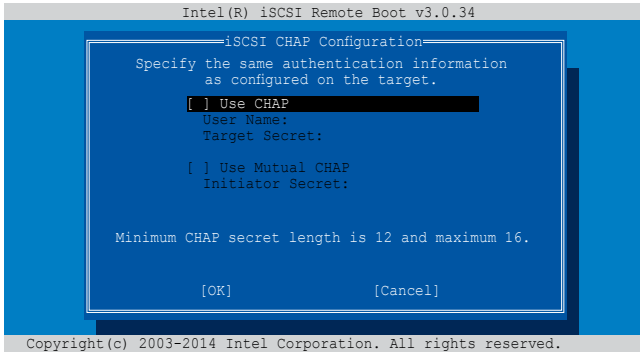 Intel(R) iSCSI Remote Boot v3.0.34
iSCSI CHAP Configuration
Specify the same authentication information
as configured on the target.
[ ] Use CHAP
User Name:
Target Secret:
[ ] Use Mutual CHAP
Initiator Secret:
Minimum CHAP secret length is 12 and maximum 16.
[OK] [Cancel]
Copyright(c) 2003-2014 Intel Corporation. All rights reserved.